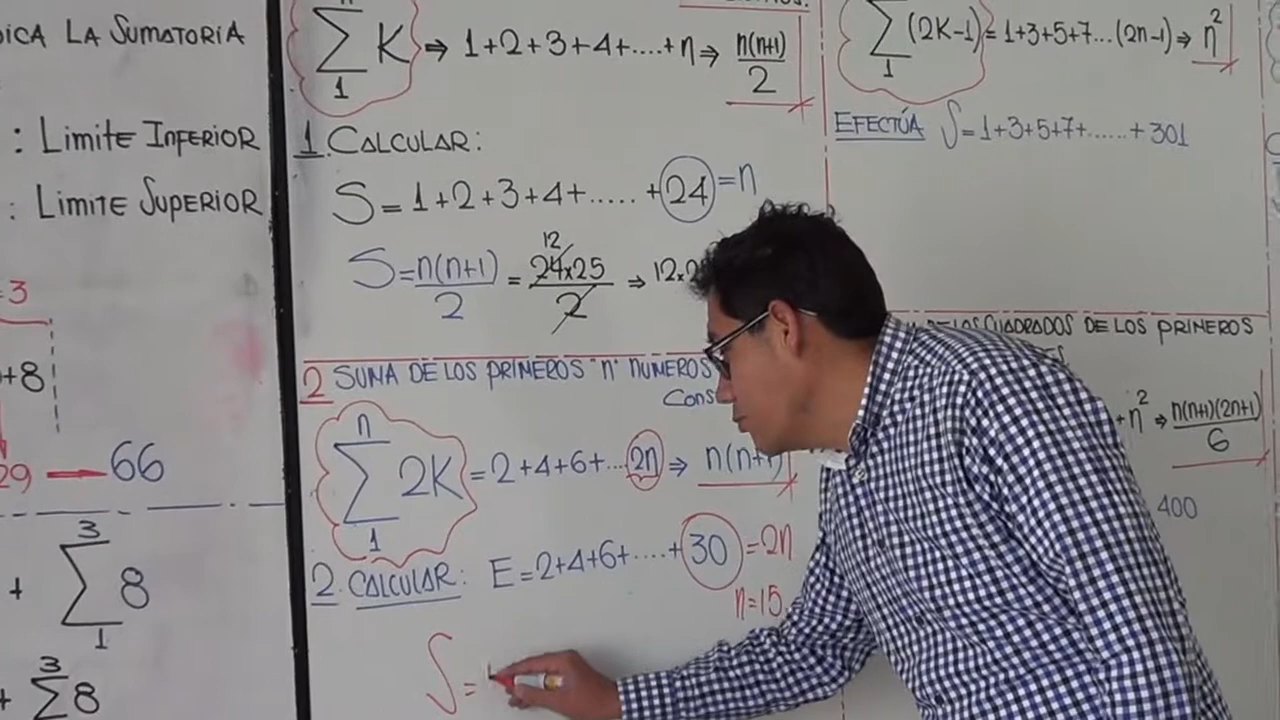 LA SUMATORIA
: Limite Inferior
: Limite Superior
3
+8
29 66
3
+ ∑ 8
1
3
+ ∑ 8
∑ K ⇒ 1+2+3+4+....+n ⇒ n(n+1)/2
1
1. CALCULAR:
S = 1+2+3+4+..... +24 = n
S = n(n+1)/2 = 24x25/2 ⇒
12
2 SUMA DE LOS PRIMEROS "n" NUMEROS
n
∑ 2K = 2+4+6+...2n ⇒
1
2. CALCULAR: E = 2+4+6+....+30 = 2n
n=15
S =
∑ (2K-1) = 1+3+5+7...(2n-1) ⇒ n²
1
EFECTÚA S = 1+3+5+7+......+301
CUADRADOS DE LOS PRIMEROS
+n² ⇒ n(n+1)(2n+1)/6
400